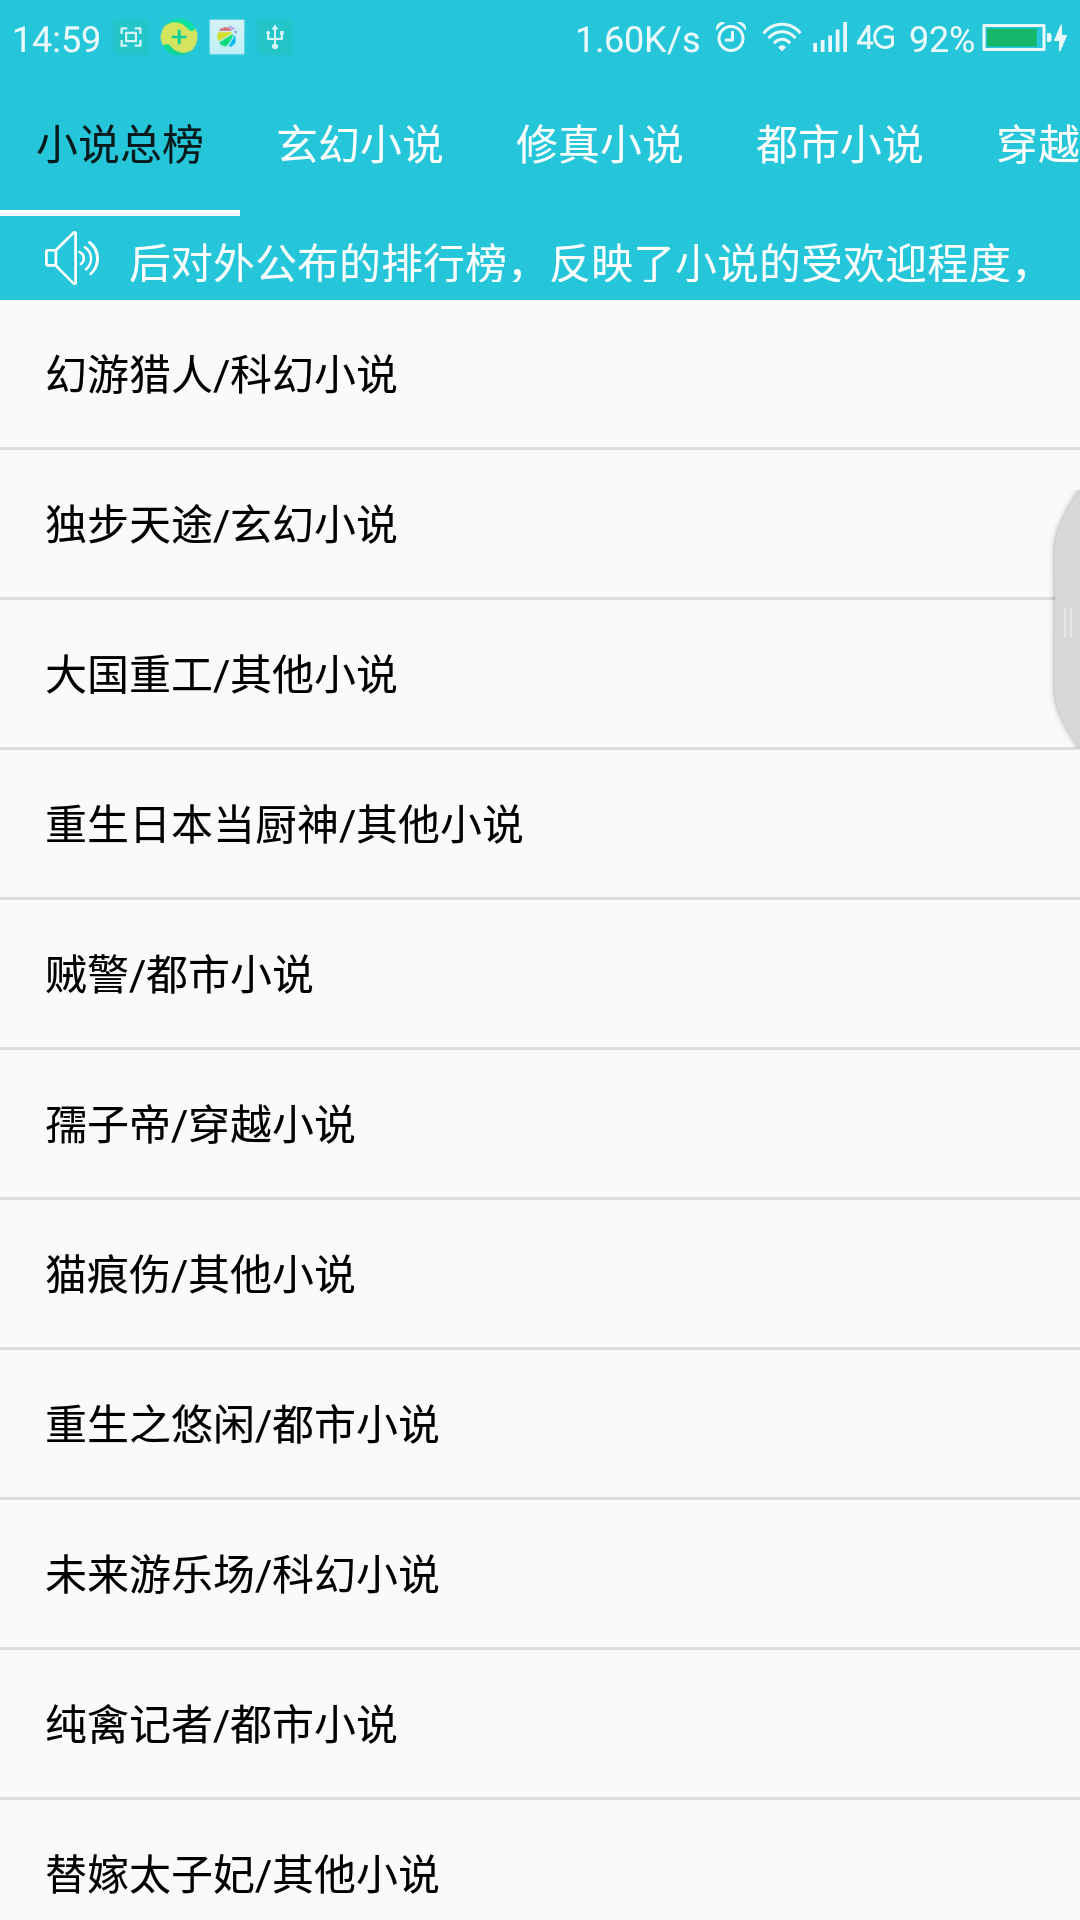 14:59 1.60K/s 4G 92%
小说总榜 玄幻小说 修真小说 都市小说 穿越
后对外公布的排行榜，反映了小说的受欢迎程度，
幻游猎人/科幻小说
独步天途/玄幻小说
大国重工/其他小说
重生日本当厨神/其他小说
贼警/都市小说
孺子帝/穿越小说
猫痕伤/其他小说
重生之悠闲/都市小说
未来游乐场/科幻小说
纯禽记者/都市小说
替嫁太子妃/其他小说